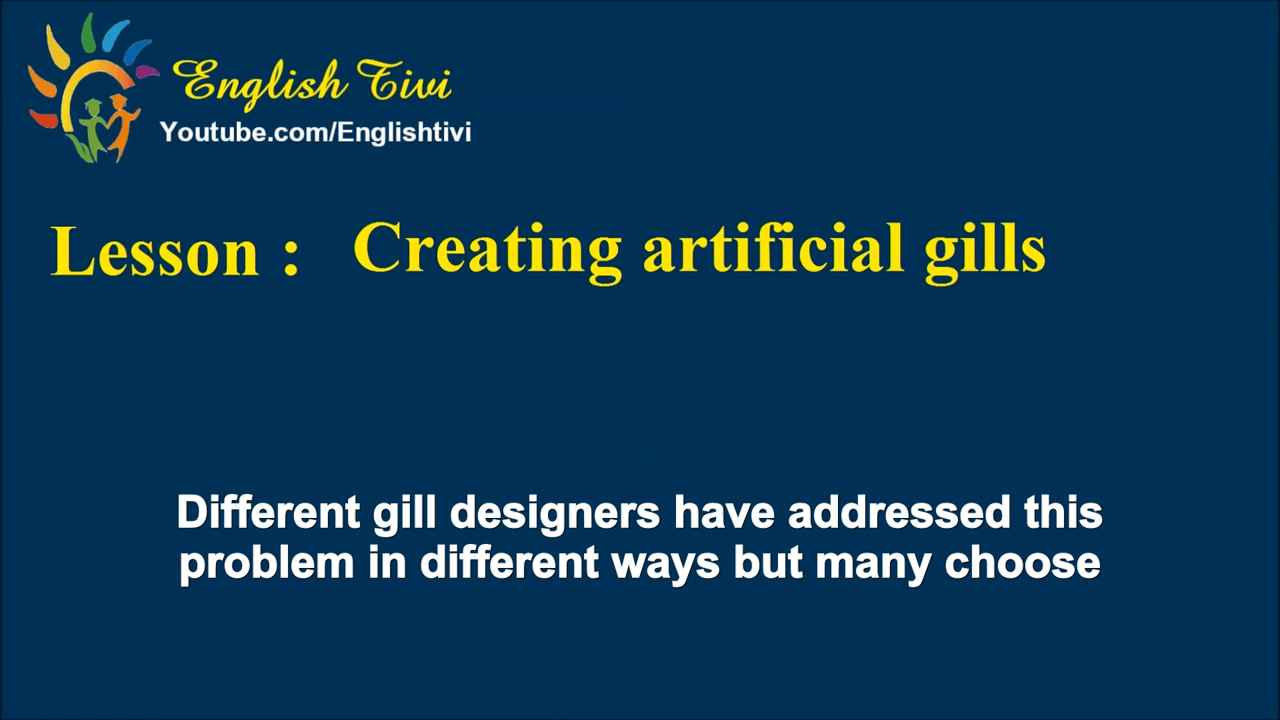 English Tivi
Youtube.com/Englishtivi
Lesson : Creating artificial gills
Different gill designers have addressed this
problem in different ways but many choose